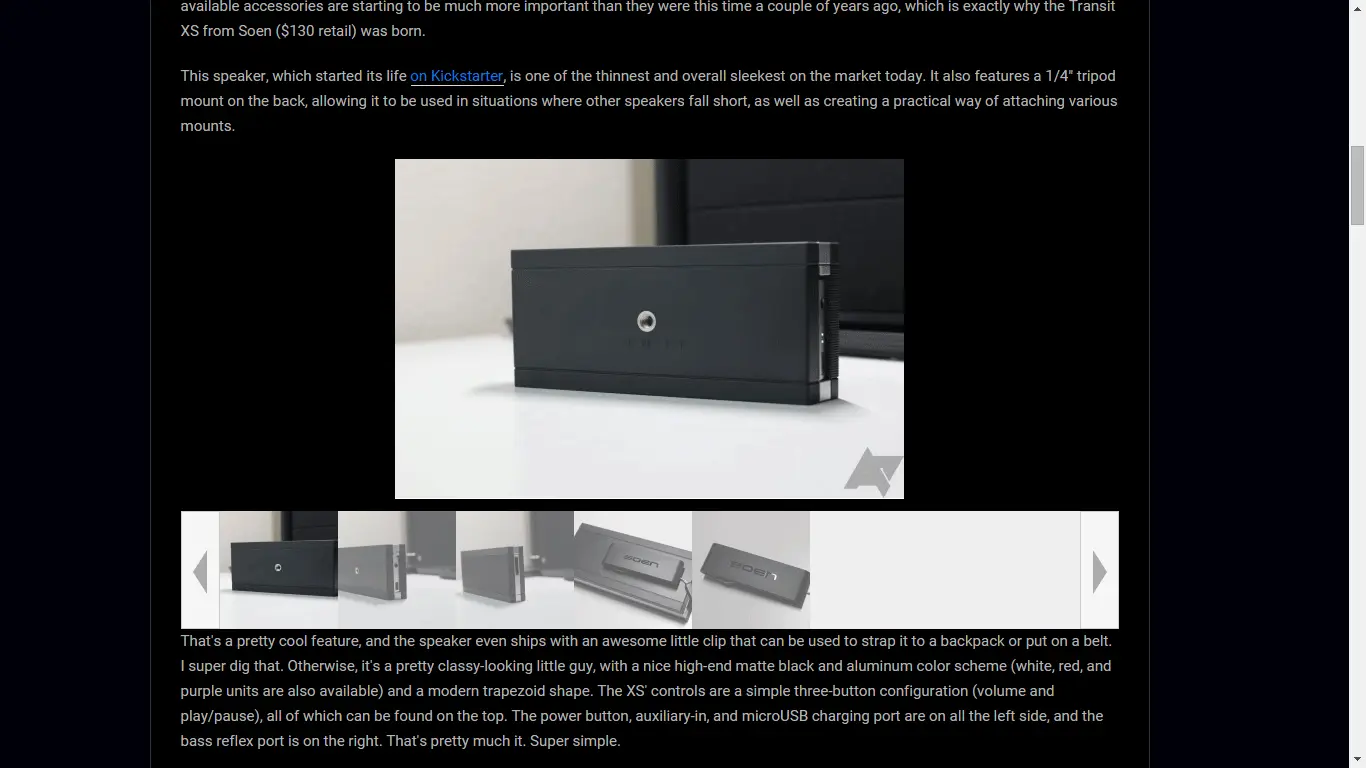 available accessories are starting to be much more important than they were this time a couple of years ago, which is exactly why the Transit
XS from Soen ($130 retail) was born.
This speaker, which started its life on Kickstarter, is one of the thinnest and overall sleekest on the market today. It also features a 1/4" tripod
mount on the back, allowing it to be used in situations where other speakers fall short, as well as creating a practical way of attaching various
mounts.
SOEN
SOEN
That's a pretty cool feature, and the speaker even ships with an awesome little clip that can be used to strap it to a backpack or put on a belt.
I super dig that. Otherwise, it's a pretty classy-looking little guy, with a nice high-end matte black and aluminum color scheme (white, red, and
purple units are also available) and a modern trapezoid shape. The XS' controls are a simple three-button configuration (volume and
play/pause), all of which can be found on the top. The power button, auxiliary-in, and microUSB charging port are on all the left side, and the
bass reflex port is on the right. That's pretty much it. Super simple.